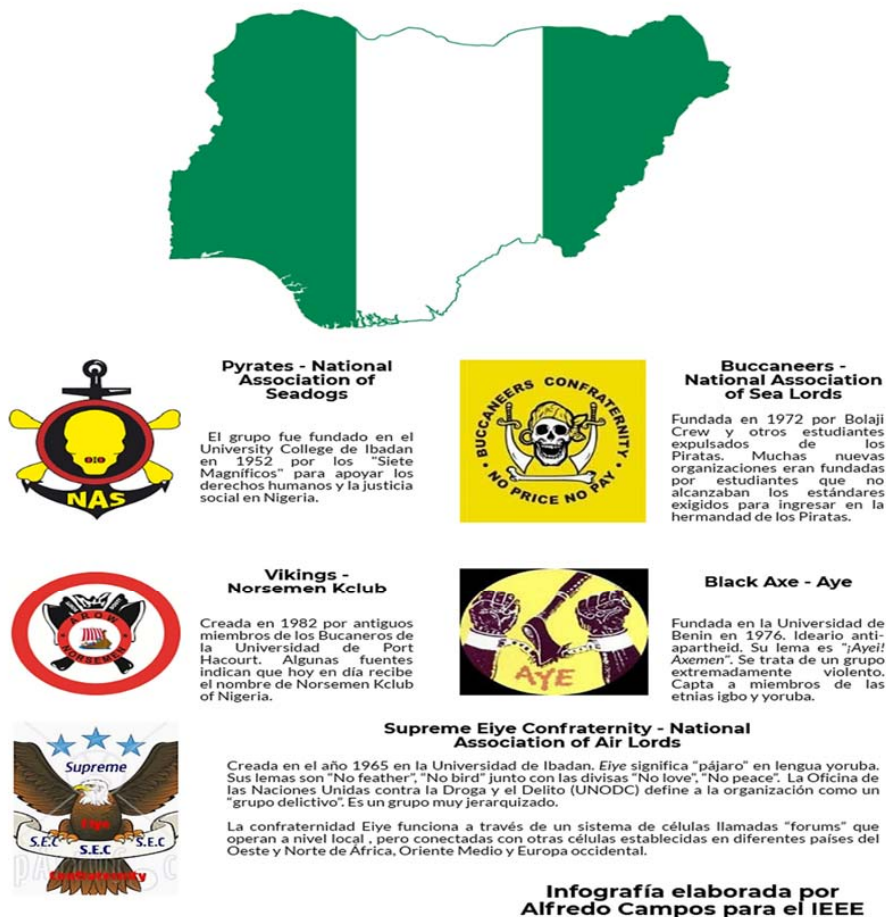 Pyrates - National
Association of
Seadogs
NAS
El grupo fue fundado en el
University College de Ibadan
en 1952 por los "Siete
Magníficos" para apoyar los
derechos humanos y la justicia
social en Nigeria.
BUCCANEERS CONFRATERNITY
· NO PRICE NO PAY ·
Buccaneers -
National Association
of Sea Lords
Fundada en 1972 por Bolaji
Crew y otros estudiantes
expulsados de los
Piratas. Muchas nuevas
organizaciones eran fundadas
por estudiantes que no
alcanzaban los estándares
exigidos para ingresar en la
hermandad de los Piratas.
AROW
NORSEMEN
Vikings -
Norsemen Kclub
Creada en 1982 por antiguos
miembros de los Bucaneros de
la Universidad de Port
Hacourt. Algunas fuentes
indican que hoy en día recibe
el nombre de Norsemen Kclub
of Nigeria.
AYE
Black Axe - Aye
Fundada en la Universidad de
Benin en 1976. Ideario anti-
apartheid. Su lema es "¡Ayei!
Axemen". Se trata de un grupo
extremadamente violento.
Capta a miembros de las
etnias igbo y yoruba.
Supreme
Eiye
S.E.C S.E.C S.E.C
Confraternity
Supreme Eiye Confraternity - National
Association of Air Lords
Creada en el año 1965 en la Universidad de Ibadan. Eiye significa "pájaro" en lengua yoruba.
Sus lemas son "No feather", "No bird" junto con las divisas "No love", "No peace". La Oficina de
las Naciones Unidas contra la Droga y el Delito (UNODC) define a la organización como un
"grupo delictivo". Es un grupo muy jerarquizado.
La confraternidad Eiye funciona a través de un sistema de células llamadas "forums" que
operan a nivel local , pero conectadas con otras células establecidas en diferentes países del
Oeste y Norte de África, Oriente Medio y Europa occidental.
Infografía elaborada por
Alfredo Campos para el IEEE